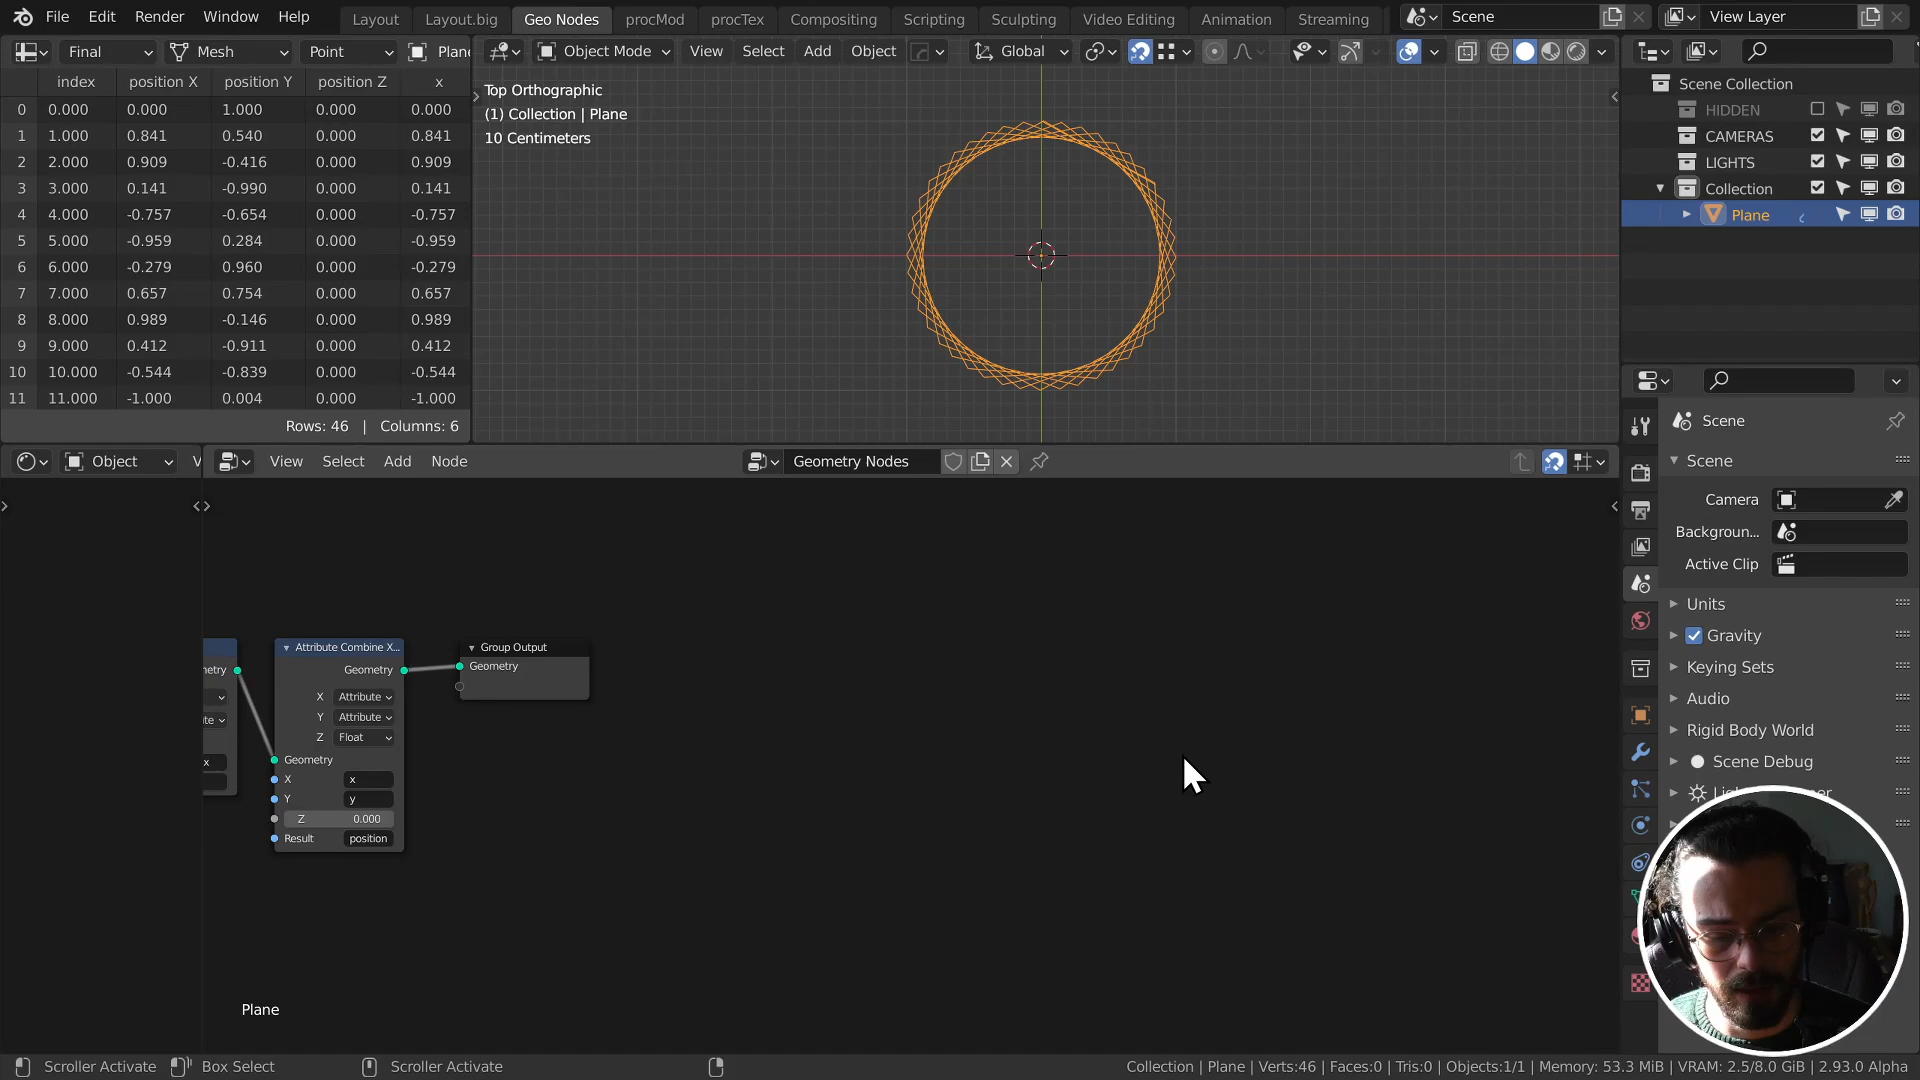 File Edit Render Window Help Layout Layout.big Geo Nodes procMod procTex Compositing Scripting Sculpting Video Editing Animation Streaming Scene View Layer
Final Mesh Point Plane
Object Mode View Select Add Object Global
index position X position Y position Z x
0 0.000 0.000 1.000 0.000 0.000
1 1.000 0.841 0.540 0.000 0.841
2 2.000 0.909 -0.416 0.000 0.909
3 3.000 0.141 -0.990 0.000 0.141
4 4.000 -0.757 -0.654 0.000 -0.757
5 5.000 -0.959 0.284 0.000 -0.959
6 6.000 -0.279 0.960 0.000 -0.279
7 7.000 0.657 0.754 0.000 0.657
8 8.000 0.989 -0.146 0.000 0.989
9 9.000 0.412 -0.911 0.000 0.412
10 10.000 -0.544 -0.839 0.000 -0.544
11 11.000 -1.000 0.004 0.000 -1.000
Rows: 46 | Columns: 6
Top Orthographic
(1) Collection | Plane
10 Centimeters
Scene Collection
HIDDEN
CAMERAS
LIGHTS
Collection
Plane
Object V
View Select Add Node Geometry Nodes
Attribute Combine X...
Geometry
X Attribute
Y Attribute
Z Float
Geometry
X x
Y y
Z 0.000
Result position
Group Output
Geometry
x
Plane
Scene
Scene
Camera
Backgroun...
Active Clip
Units
Gravity
Keying Sets
Audio
Rigid Body World
Scene Debug
Scroller Activate Box Select Scroller Activate
Collection | Plane | Verts:46 | Faces:0 | Tris:0 | Objects:1/1 | Memory: 53.3 MiB | VRAM: 2.5/8.0 GiB | 2.93.0 Alpha